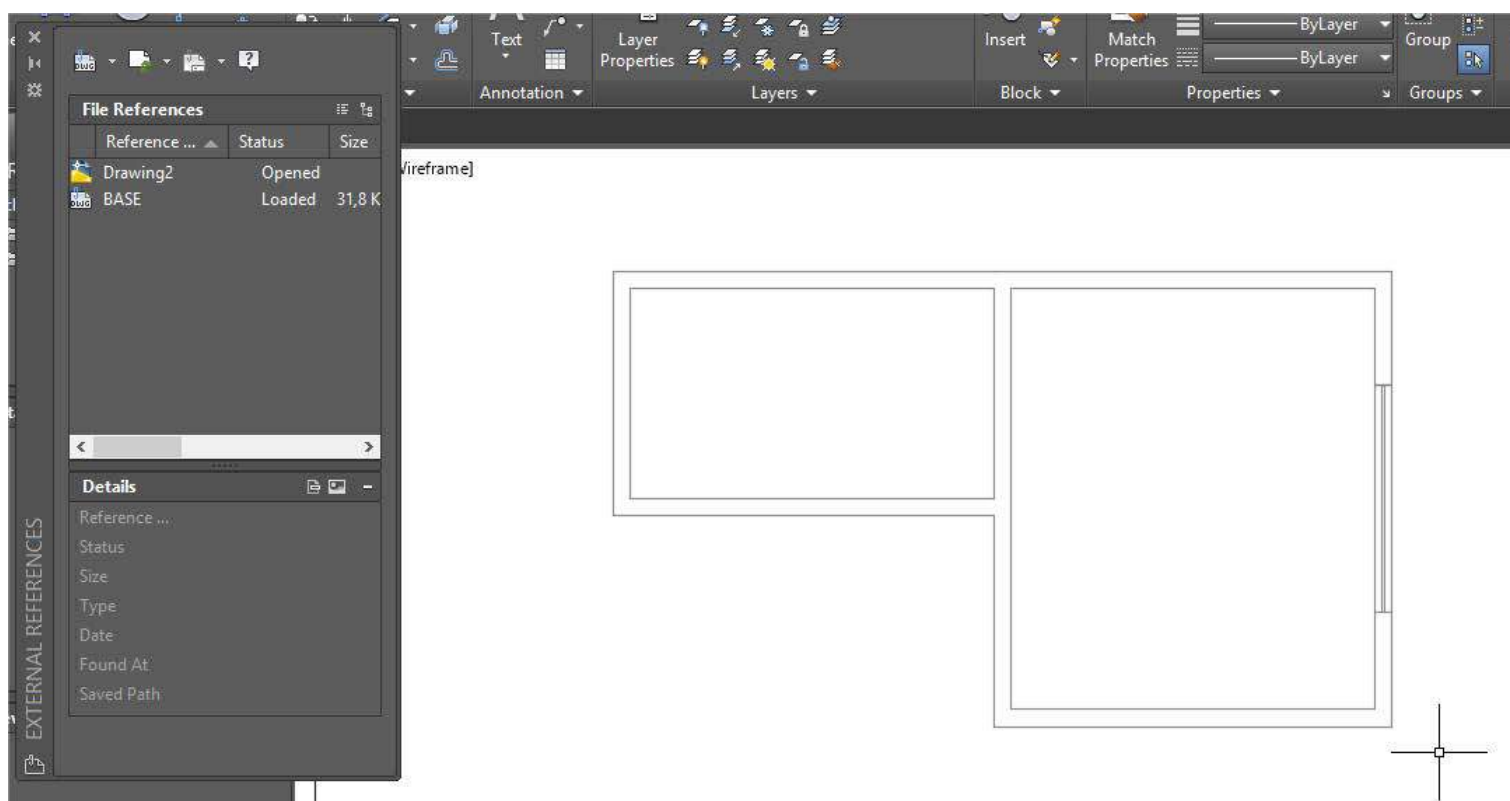 Text
Layer
Properties
Insert
Match
Properties
ByLayer
ByLayer
Group
Annotation
Layers
Block
Properties
Groups
File References
Reference ... Status Size
Drawing2 Opened
BASE Loaded 31,8 K
Wireframe]
Details
Reference ...
Status
Size
Type
Date
Found At
Saved Path
EXTERNAL REFERENCES